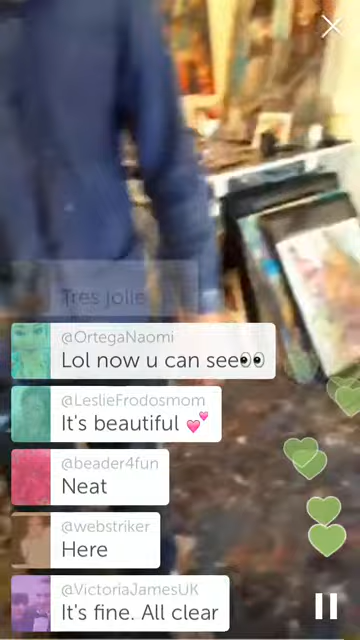 Tres jolie
@OrtegaNaomi
Lol now u can see👀
@LeslieFrodosmom
It's beautiful 💕
@beader4fun
Neat
@webstriker
Here
@VictoriaJamesUK
It's fine. All clear